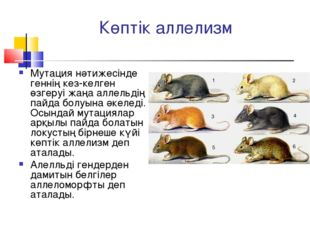 Көптік аллелизм
Мутация нәтижесінде
геннің кез-келген
өзгеруі жаңа аллельдің
пайда болуына әкеледі.
Осындай мутациялар
арқылы пайда болатын
локустың бірнеше күйі
көптік аллелизм деп
аталады.
Алелльді гендерден
дамитын белгілер
аллеломорфты деп
аталады.
1 2
3 4
5 6